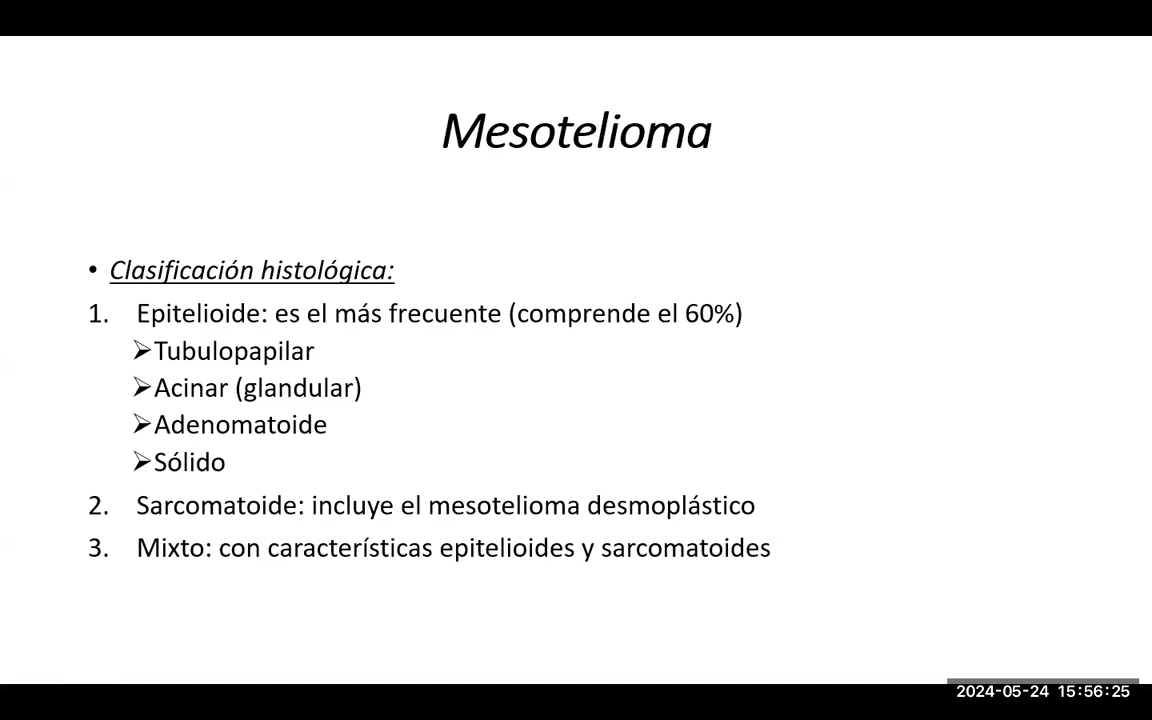 Mesotelioma
• Clasificación histológica:
1. Epitelioide: es el más frecuente (comprende el 60%)
➢Tubulopapilar
➢Acinar (glandular)
➢Adenomatoide
➢Sólido
2. Sarcomatoide: incluye el mesotelioma desmoplástico
3. Mixto: con características epitelioides y sarcomatoides
2024-05-24 15:56:25